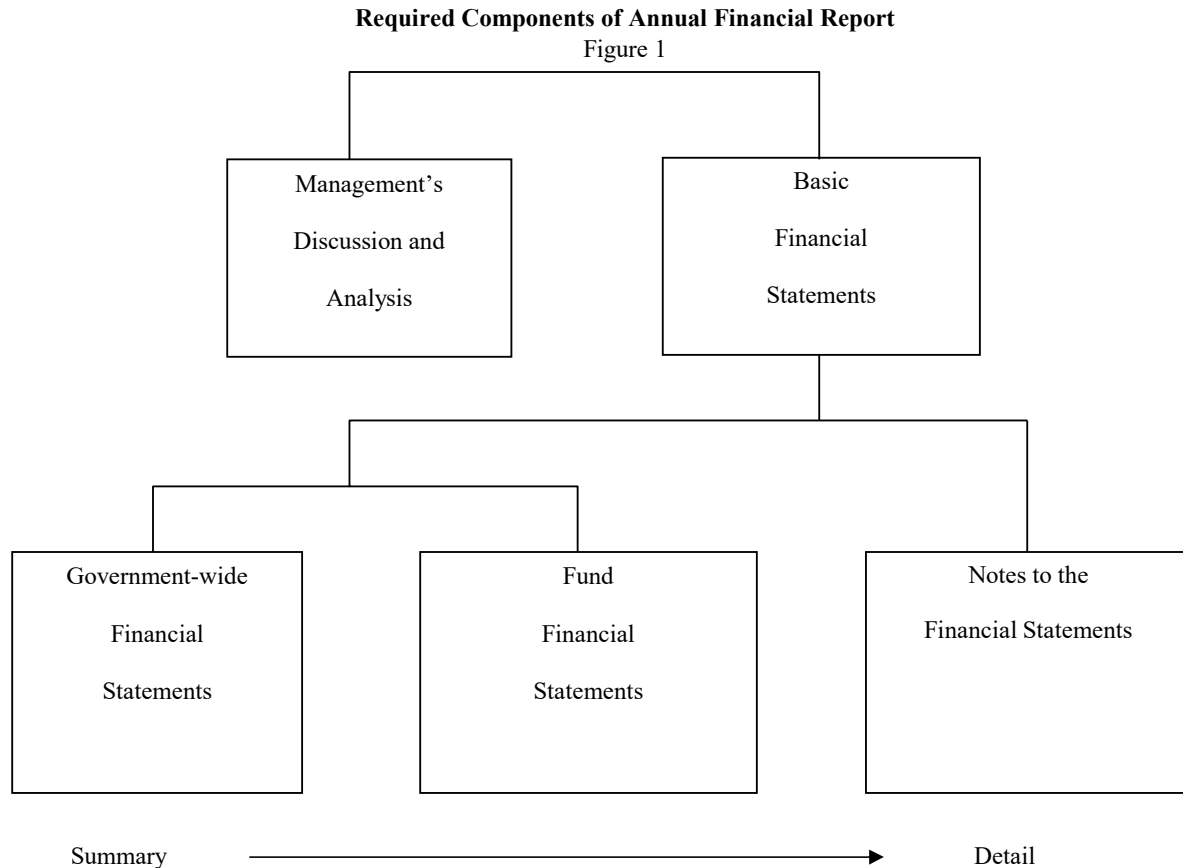 Required Components of Annual Financial Report
Figure 1
Management’s
Discussion and
Analysis
Basic
Financial
Statements
Government-wide
Financial
Statements
Fund
Financial
Statements
Notes to the
Financial Statements
Summary
Detail